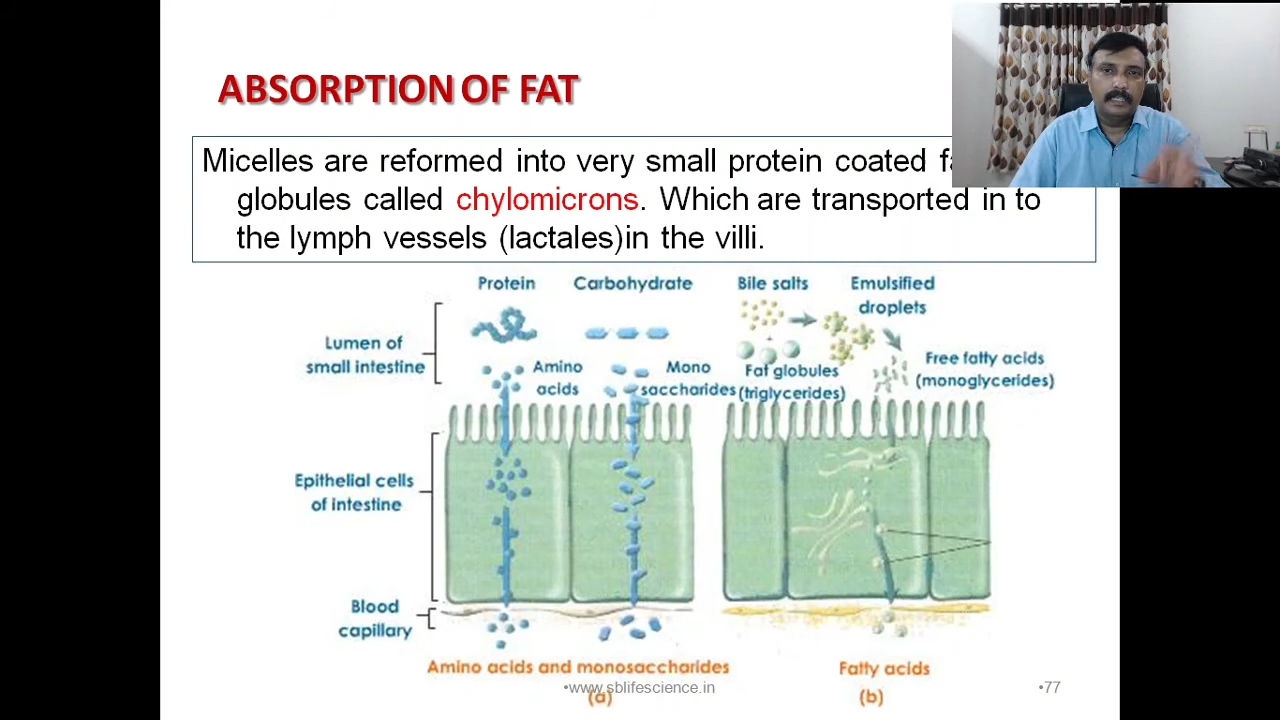 ABSORPTION OF FAT
Micelles are reformed into very small protein coated
globules called chylomicrons. Which are transported in to
the lymph vessels (lactales)in the villi.
Protein
Carbohydrate
Bile salts
Emulsified
droplets
Lumen of
small intestine
Amino
acids
Mono
saccharides
Fat globules
(triglycerides)
Free fatty acids
(monoglycerides)
Epithelial cells
of intestine
Blood
capillary
Amino acids and monosaccharides
(a)
Fatty acids
(b)
•www.sblifescience.in
•77